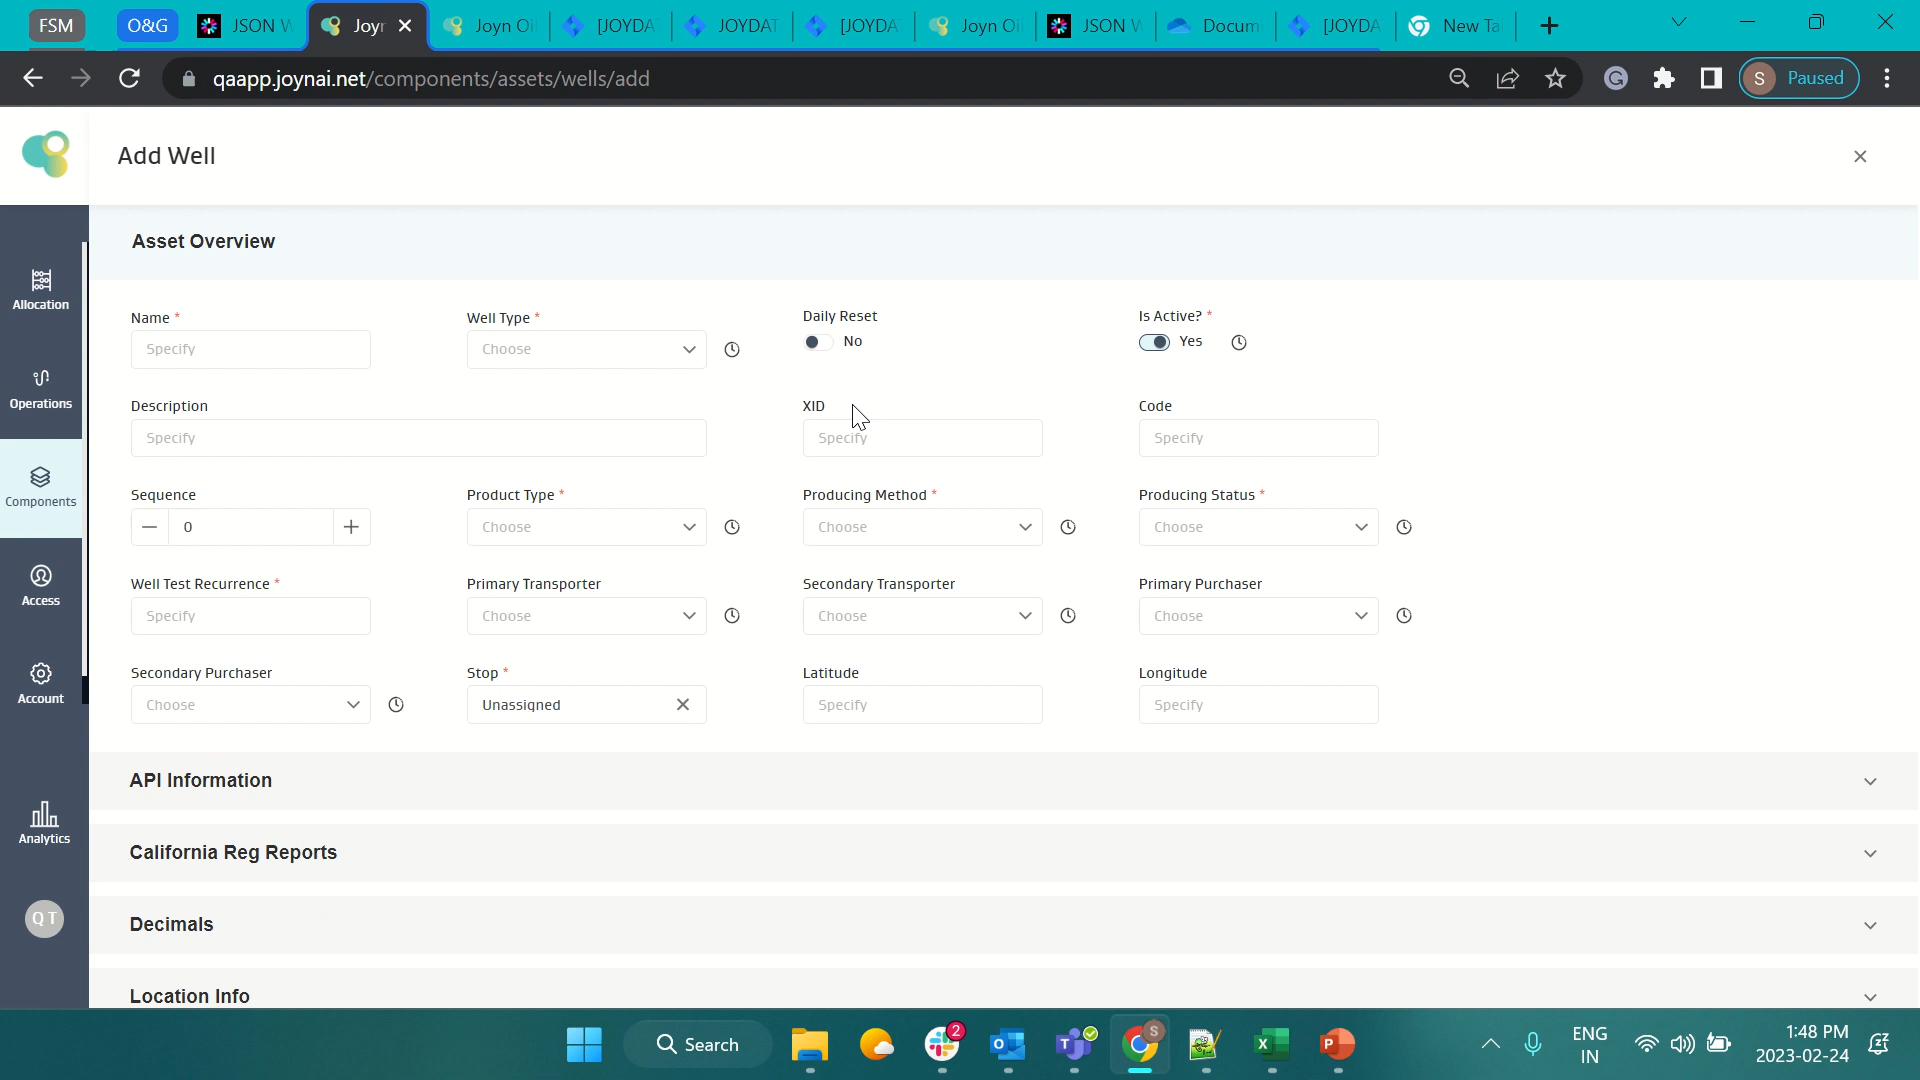 FSM O&G JSON W Joyn Joyn Oi [JOYDA JOYDAT [JOYDA Joyn Oi JSON W Docum [JOYDA New Ta
qaapp.joynai.net/components/assets/wells/add S Paused
Add Well
Asset Overview
Name * Well Type * Daily Reset Is Active? *
Specify Choose No Yes
Description XID Code
Specify Specify Specify
Sequence Product Type * Producing Method * Producing Status *
0 Choose Choose Choose
Well Test Recurrence * Primary Transporter Secondary Transporter Primary Purchaser
Specify Choose Choose Choose
Secondary Purchaser Stop * Latitude Longitude
Choose Unassigned Specify Specify
API Information
California Reg Reports
Decimals
Location Info
Allocation
Operations
Components
Access
Account
Analytics
QT
Search 2 S ENG 1:48 PM
IN 2023-02-24